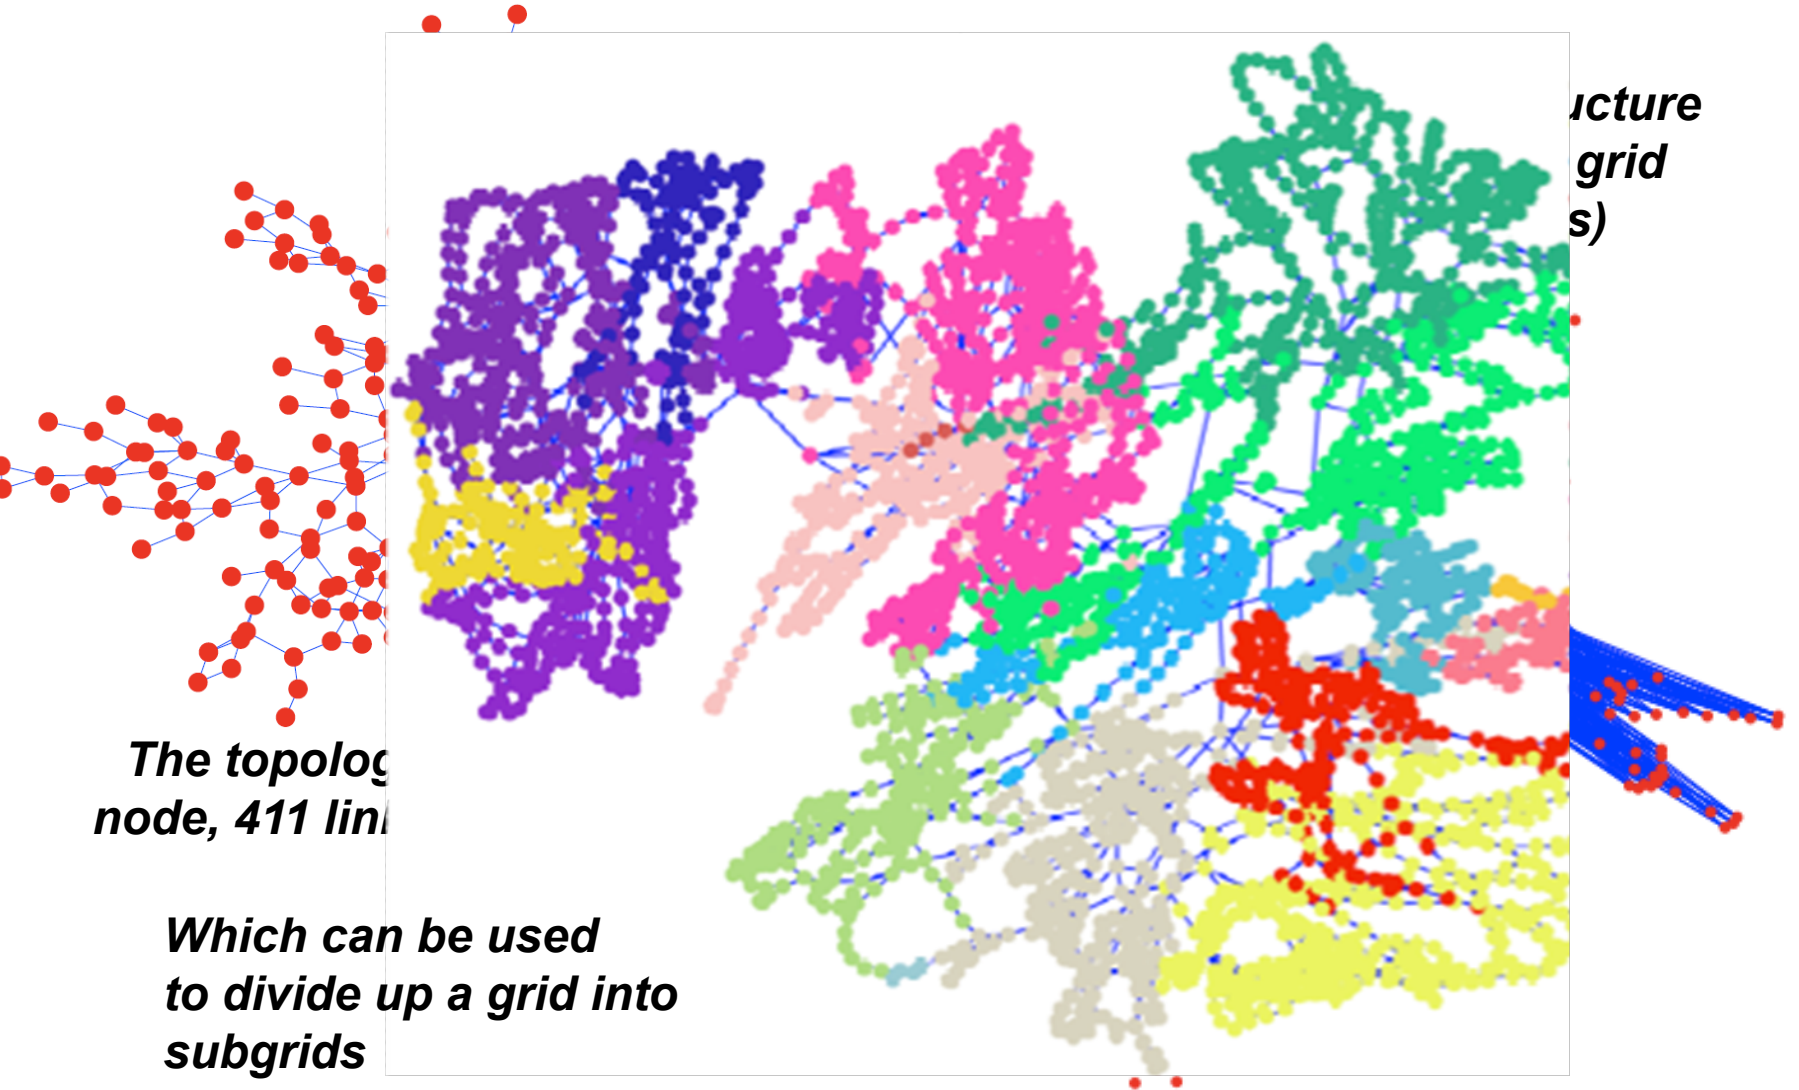 ucture
grid
s)
The topolog
node, 411 lin
Which can be used
to divide up a grid into
subgrids